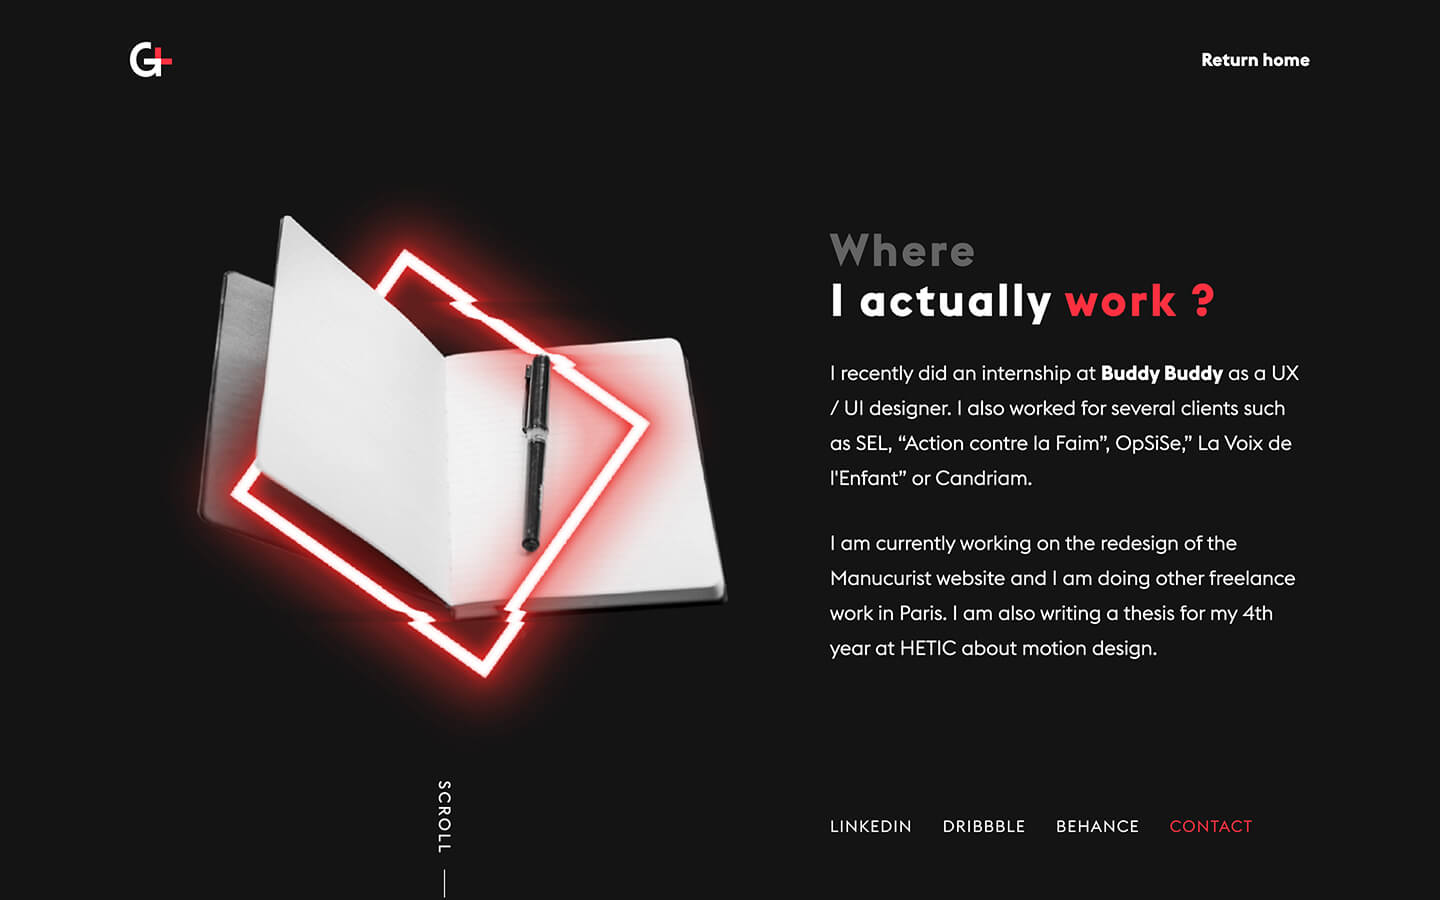 G+
Return home
Where
I actually work ?
I recently did an internship at Buddy Buddy as a UX
/ UI designer. I also worked for several clients such
as SEL, “Action contre la Faim”, OpSiSe,” La Voix de
l'Enfant” or Candriam.
I am currently working on the redesign of the
Manucurist website and I am doing other freelance
work in Paris. I am also writing a thesis for my 4th
year at HETIC about motion design.
SCROLL
LINKEDIN DRIBBBLE BEHANCE CONTACT